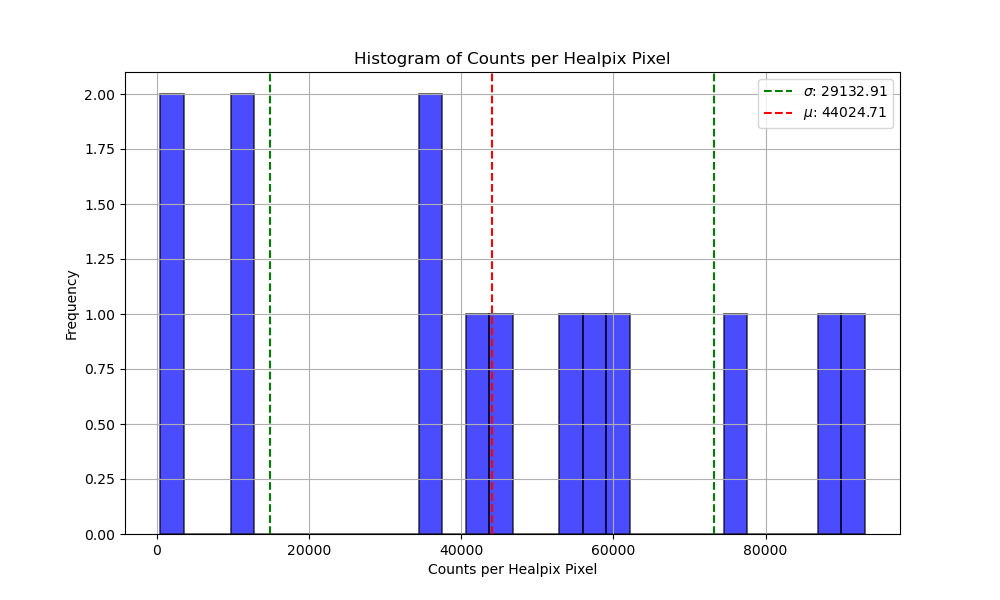 Histogram of Counts per Healpix Pixel
σ: 29132.91
μ: 44024.71
2.00
1.75
1.50
1.25
1.00
0.75
0.50
0.25
0.00
Frequency
0 20000 40000 60000 80000
Counts per Healpix Pixel